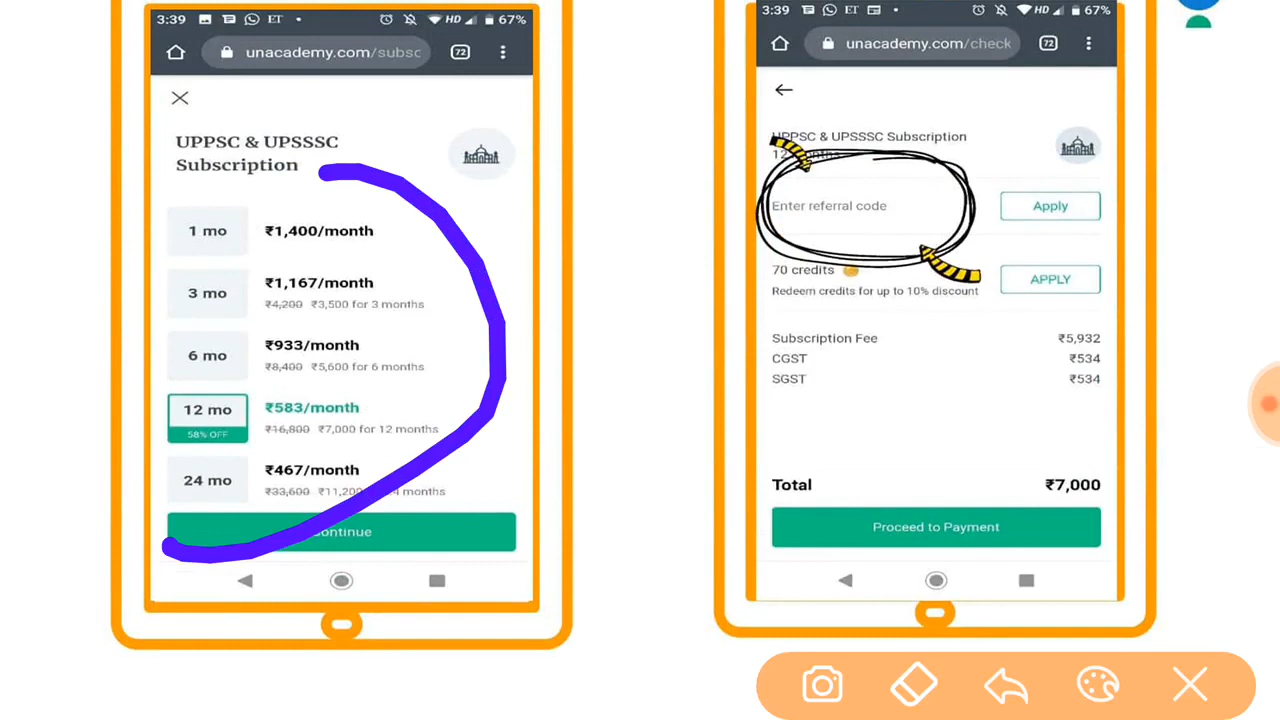 3:39 ET HD 67%
unacademy.com/subsc 72
UPPSC & UPSSSC
Subscription
1 mo ₹1,400/month
3 mo ₹1,167/month
₹4,200 ₹3,500 for 3 months
6 mo ₹933/month
₹8,400 ₹5,600 for 6 months
12 mo ₹583/month
58% OFF ₹16,800 ₹7,000 for 12 months
24 mo ₹467/month
₹33,600 ₹11,200 months
Continue
3:39 ET HD 67%
unacademy.com/check 72
UPPSC & UPSSSC Subscription
Enter referral code Apply
70 credits APPLY
Redeem credits for up to 10% discount
Subscription Fee ₹5,932
CGST ₹534
SGST ₹534
Total ₹7,000
Proceed to Payment